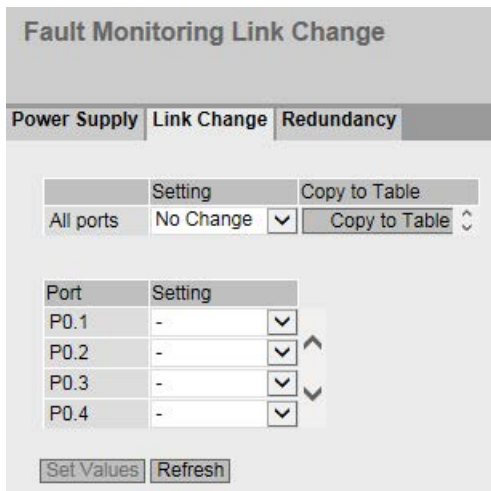 Fault Monitoring Link Change
Power Supply Link Change Redundancy
Setting Copy to Table
All ports No Change Copy to Table
Port Setting
P0.1 -
P0.2 -
P0.3 -
P0.4 -
Set Values Refresh